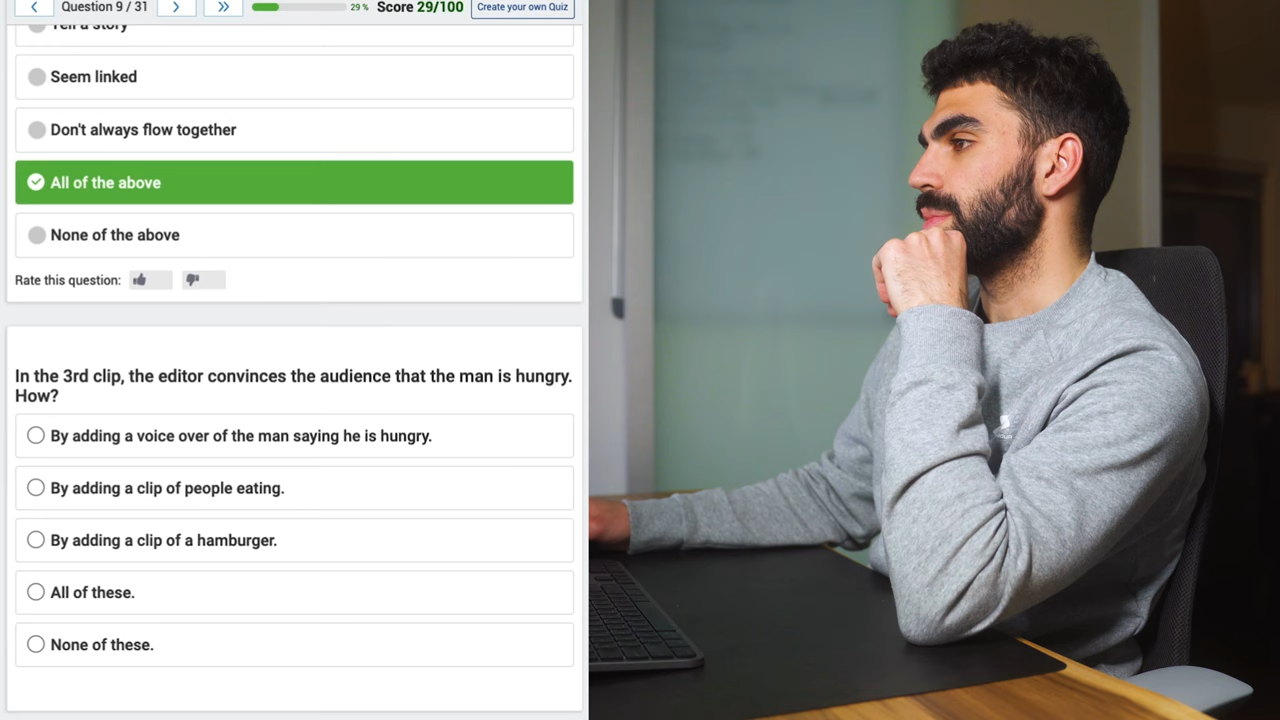 Question 9 / 31
29 %
Score 29/100
Create your own Quiz
Tell a story
Seem linked
Don't always flow together
All of the above
None of the above
Rate this question:
In the 3rd clip, the editor convinces the audience that the man is hungry.
How?
By adding a voice over of the man saying he is hungry.
By adding a clip of people eating.
By adding a clip of a hamburger.
All of these.
None of these.